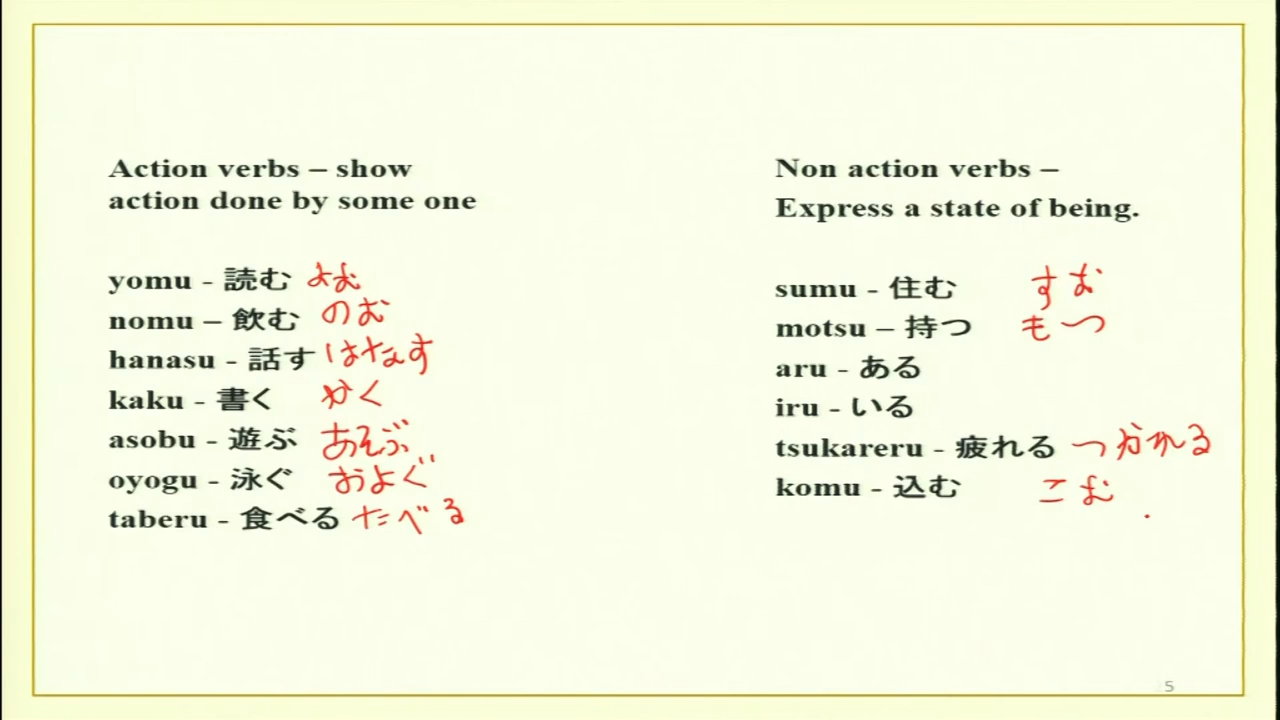 Action verbs – show
action done by some one
yomu - 読む よむ
nomu – 飲む のむ
hanasu - 話す はなす
kaku - 書く かく
asobu - 遊ぶ あそぶ
oyogu - 泳ぐ およぐ
taberu - 食べる たべる
Non action verbs –
Express a state of being.
sumu - 住む すむ
motsu – 持つ もつ
aru - ある
iru - いる
tsukareru - 疲れる つかれる
komu - 込む こむ
5